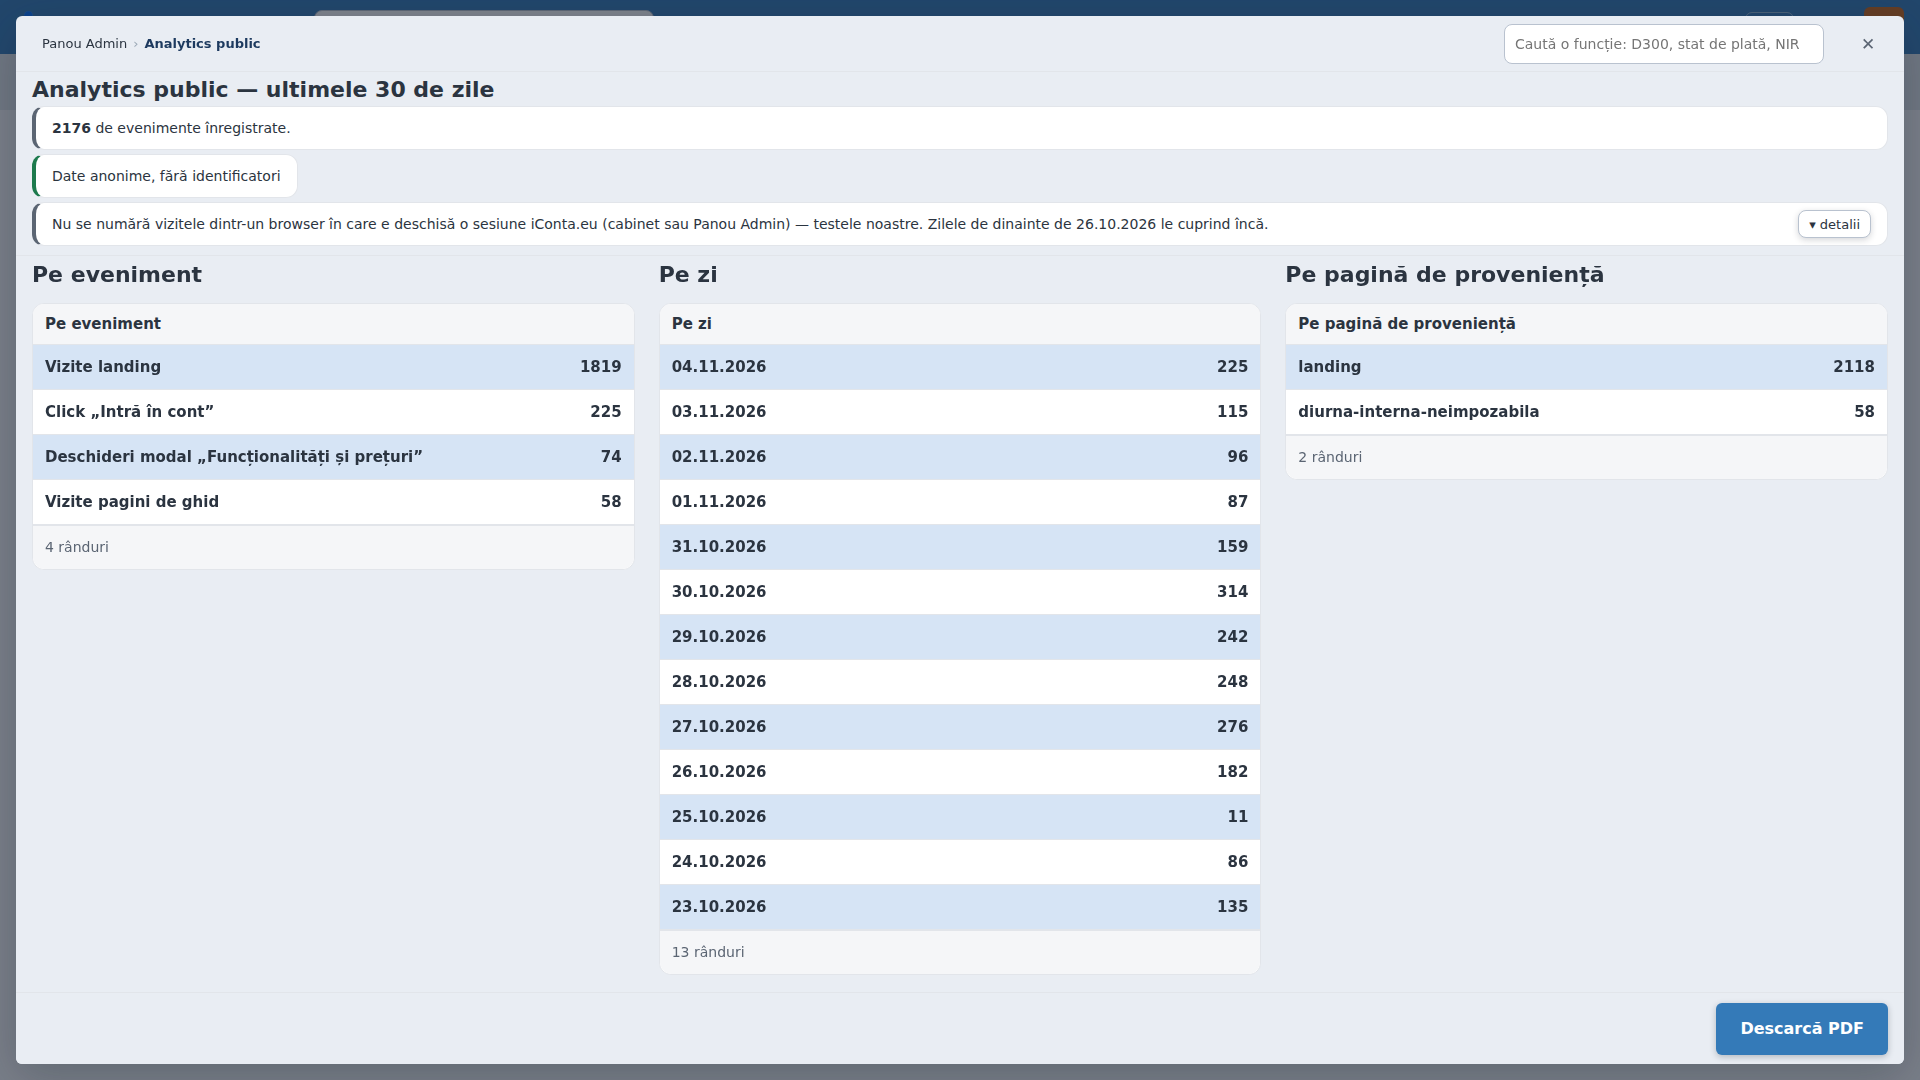 Panou Admin › Analytics public
Caută o funcție: D300, stat de plată, NIR
✕
Analytics public — ultimele 30 de zile
2176 de evenimente înregistrate.
Date anonime, fără identificatori
Nu se numără vizitele dintr-un browser în care e deschisă o sesiune iConta.eu (cabinet sau Panou Admin) — testele noastre. Zilele de dinainte de 26.10.2026 le cuprind încă.
▾ detalii
Pe eveniment
Pe eveniment
Vizite landing 1819
Click „Intră în cont” 225
Deschideri modal „Funcționalități și prețuri” 74
Vizite pagini de ghid 58
4 rânduri
Pe zi
Pe zi
04.11.2026 225
03.11.2026 115
02.11.2026 96
01.11.2026 87
31.10.2026 159
30.10.2026 314
29.10.2026 242
28.10.2026 248
27.10.2026 276
26.10.2026 182
25.10.2026 11
24.10.2026 86
23.10.2026 135
13 rânduri
Pe pagină de proveniență
Pe pagină de proveniență
landing 2118
diurna-interna-neimpozabila 58
2 rânduri
Descarcă PDF